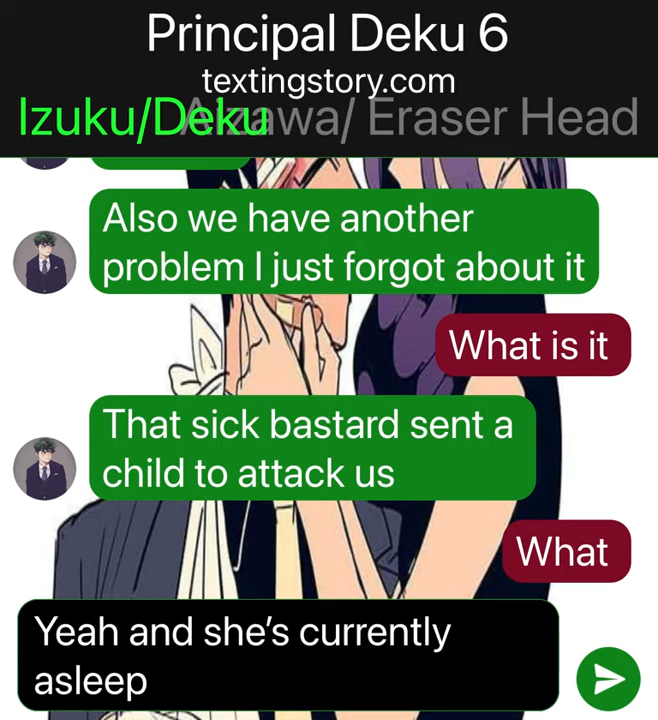 Principal Deku 6
textingstory.com
Izuku/Deku Aizawa/ Eraser Head
Also we have another
problem I just forgot about it
What is it
That sick bastard sent a
child to attack us
What
Yeah and she's currently
asleep